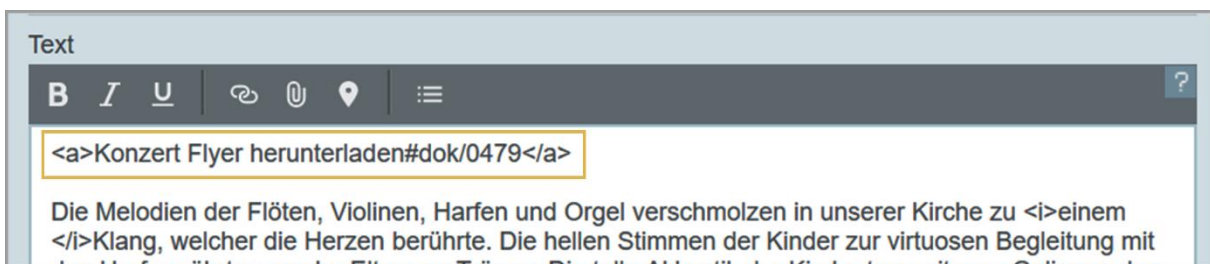 Text
B I U ?
<a>Konzert Flyer herunterladen#dok/0479</a>
Die Melodien der Flöten, Violinen, Harfen und Orgel verschmolzen in unserer Kirche zu <i>einem
</i>Klang, welcher die Herzen berührte. Die hellen Stimmen der Kinder zur virtuosen Begleitung mit